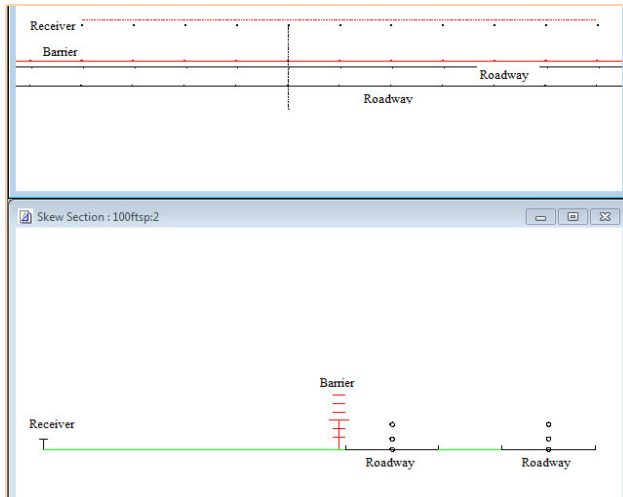 Receiver
Barrier
Roadway
Roadway
Skew Section : 100ftsp:2
Barrier
Receiver
Roadway
Roadway